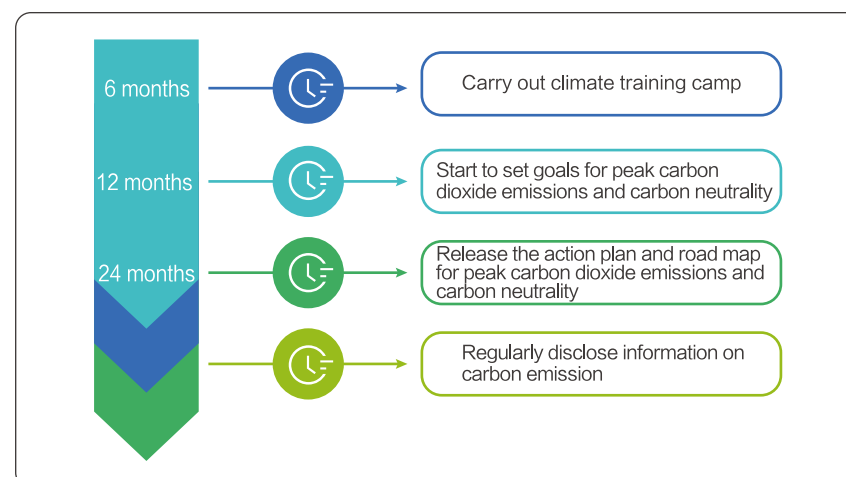 6 months
Carry out climate training camp
12 months
Start to set goals for peak carbon
dioxide emissions and carbon neutrality
24 months
Release the action plan and road map
for peak carbon dioxide emissions and
carbon neutrality
Regularly disclose information on
carbon emission